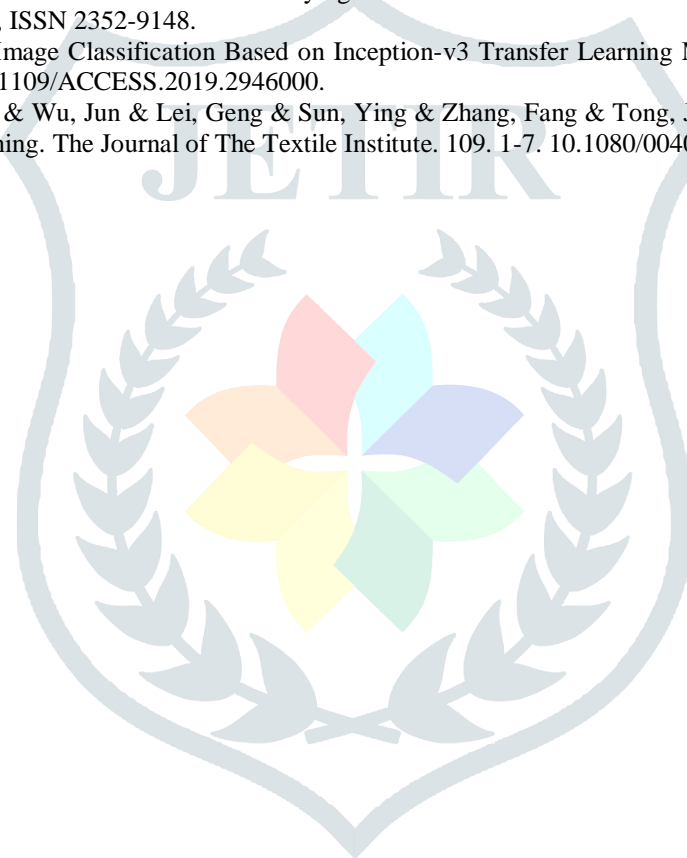 , ISSN 2352-9148.
Image Classification Based on Inception-v3 Transfer Learning
1109/ACCESS.2019.2946000.
& Wu, Jun & Lei, Geng & Sun, Ying & Zhang, Fang & Tong, J
ning. The Journal of The Textile Institute. 109. 1-7. 10.1080/0040
JETIR